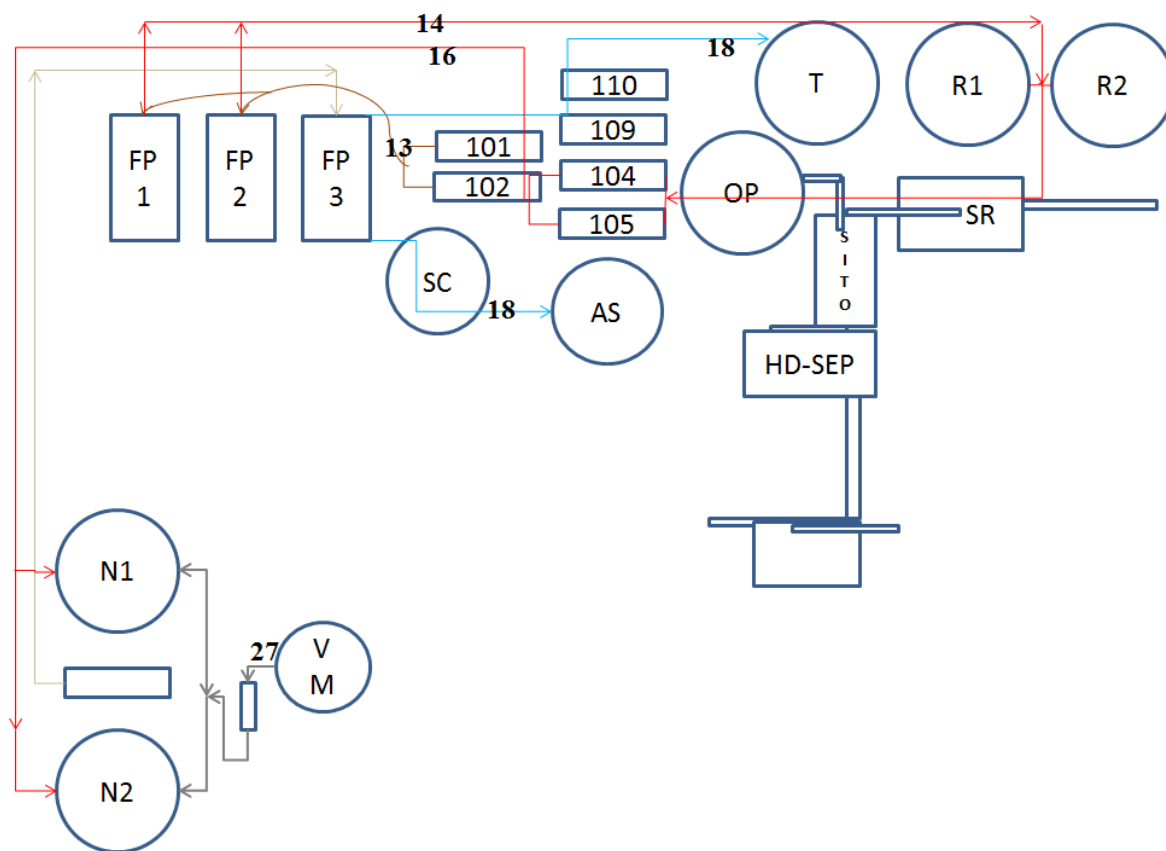 14
16
18
110
T
R1
R2
FP
1
FP
2
FP
3
13
101
109
102
104
105
OP
SR
S
I
T
O
SC
18
AS
HD-SEP
N1
27
V
M
N2